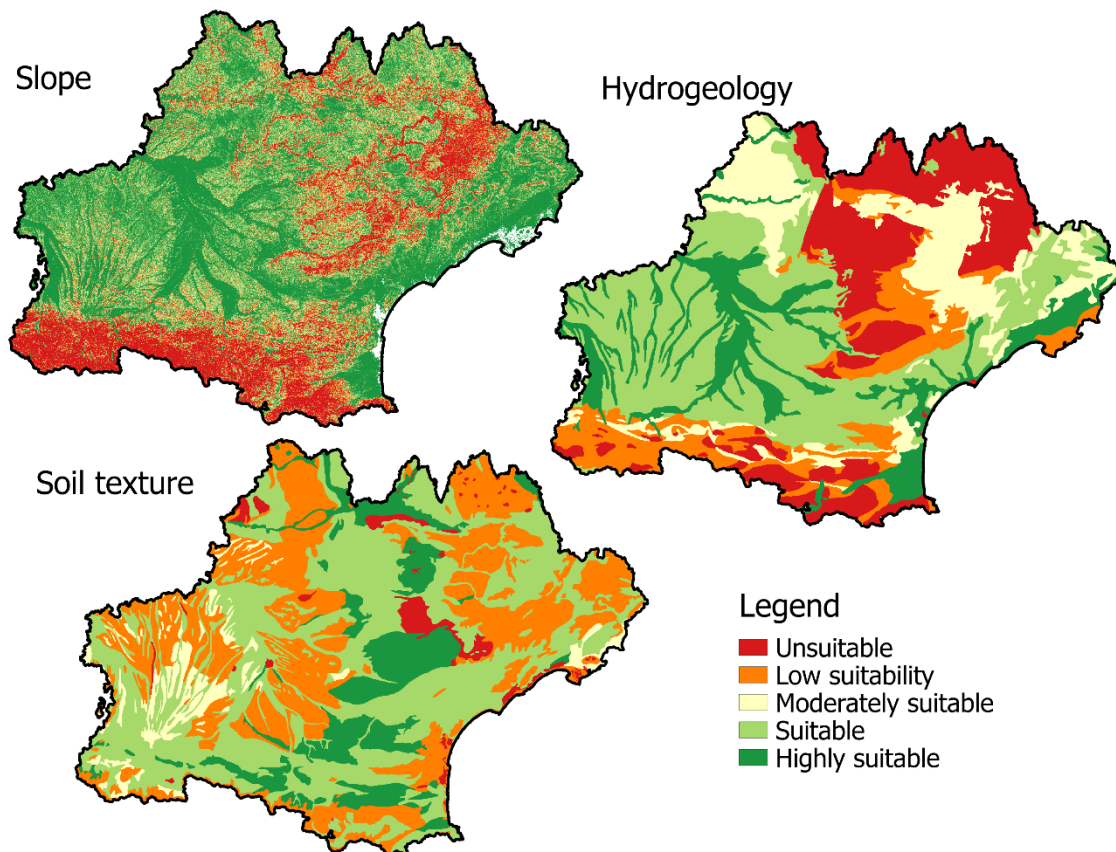 Slope
Hydrogeology
Soil texture
Legend
Unsuitable
Low suitability
Moderately suitable
Suitable
Highly suitable